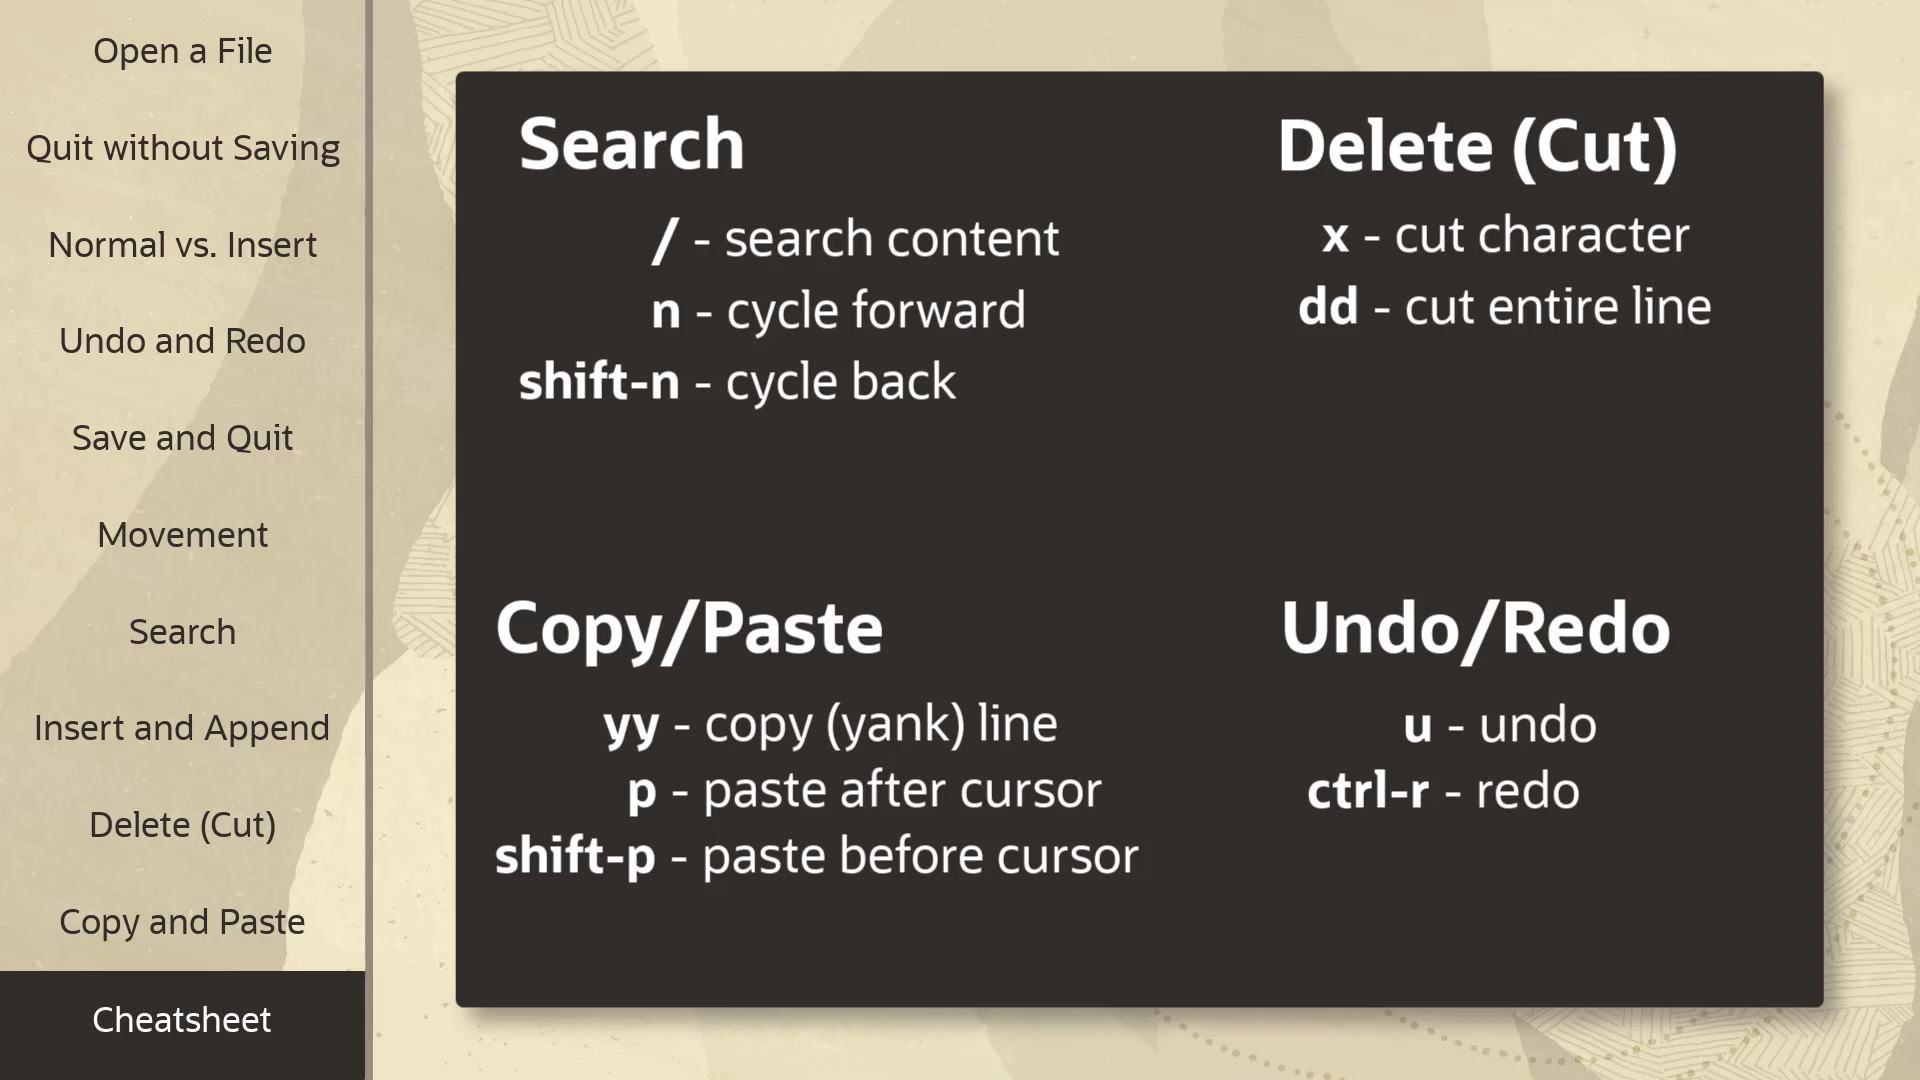 Open a File
Quit without Saving
Normal vs. Insert
Undo and Redo
Save and Quit
Movement
Search
Insert and Append
Delete (Cut)
Copy and Paste
Cheatsheet
Search
/ - search content
n - cycle forward
shift-n - cycle back
Delete (Cut)
x - cut character
dd - cut entire line
Copy/Paste
yy - copy (yank) line
p - paste after cursor
shift-p - paste before cursor
Undo/Redo
u - undo
ctrl-r - redo